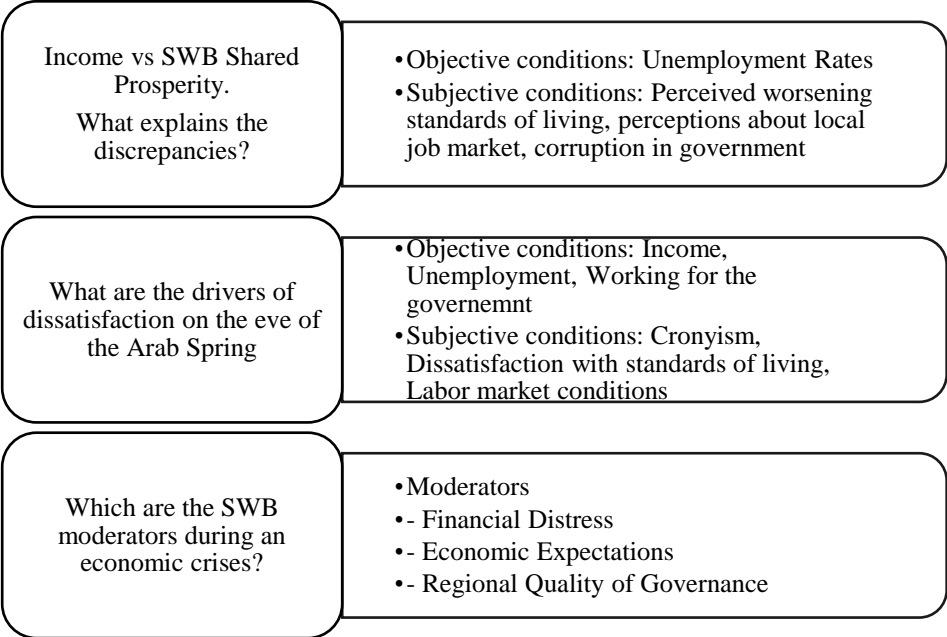 Income vs SWB Shared
Prosperity.
What explains the
discrepancies?
•Objective conditions: Unemployment Rates
•Subjective conditions: Perceived worsening
standards of living, perceptions about local
job market, corruption in government
What are the drivers of
dissatisfaction on the eve of
the Arab Spring
•Objective conditions: Income,
Unemployment, Working for the
governemnt
•Subjective conditions: Cronyism,
Dissatisfaction with standards of living,
Labor market conditions
Which are the SWB
moderators during an
economic crises?
•Moderators
•- Financial Distress
•- Economic Expectations
•- Regional Quality of Governance